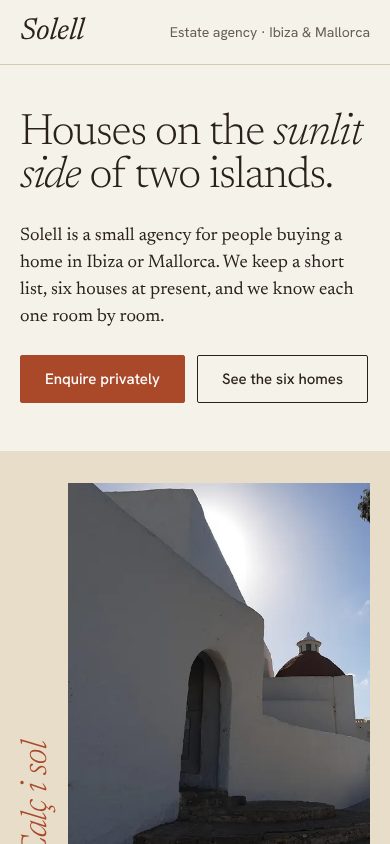 Solell
Estate agency · Ibiza & Mallorca
Houses on the sunlit
side of two islands.
Solell is a small agency for people buying a
home in Ibiza or Mallorca. We keep a short
list, six houses at present, and we know each
one room by room.
Enquire privately
See the six homes
Calç i sol